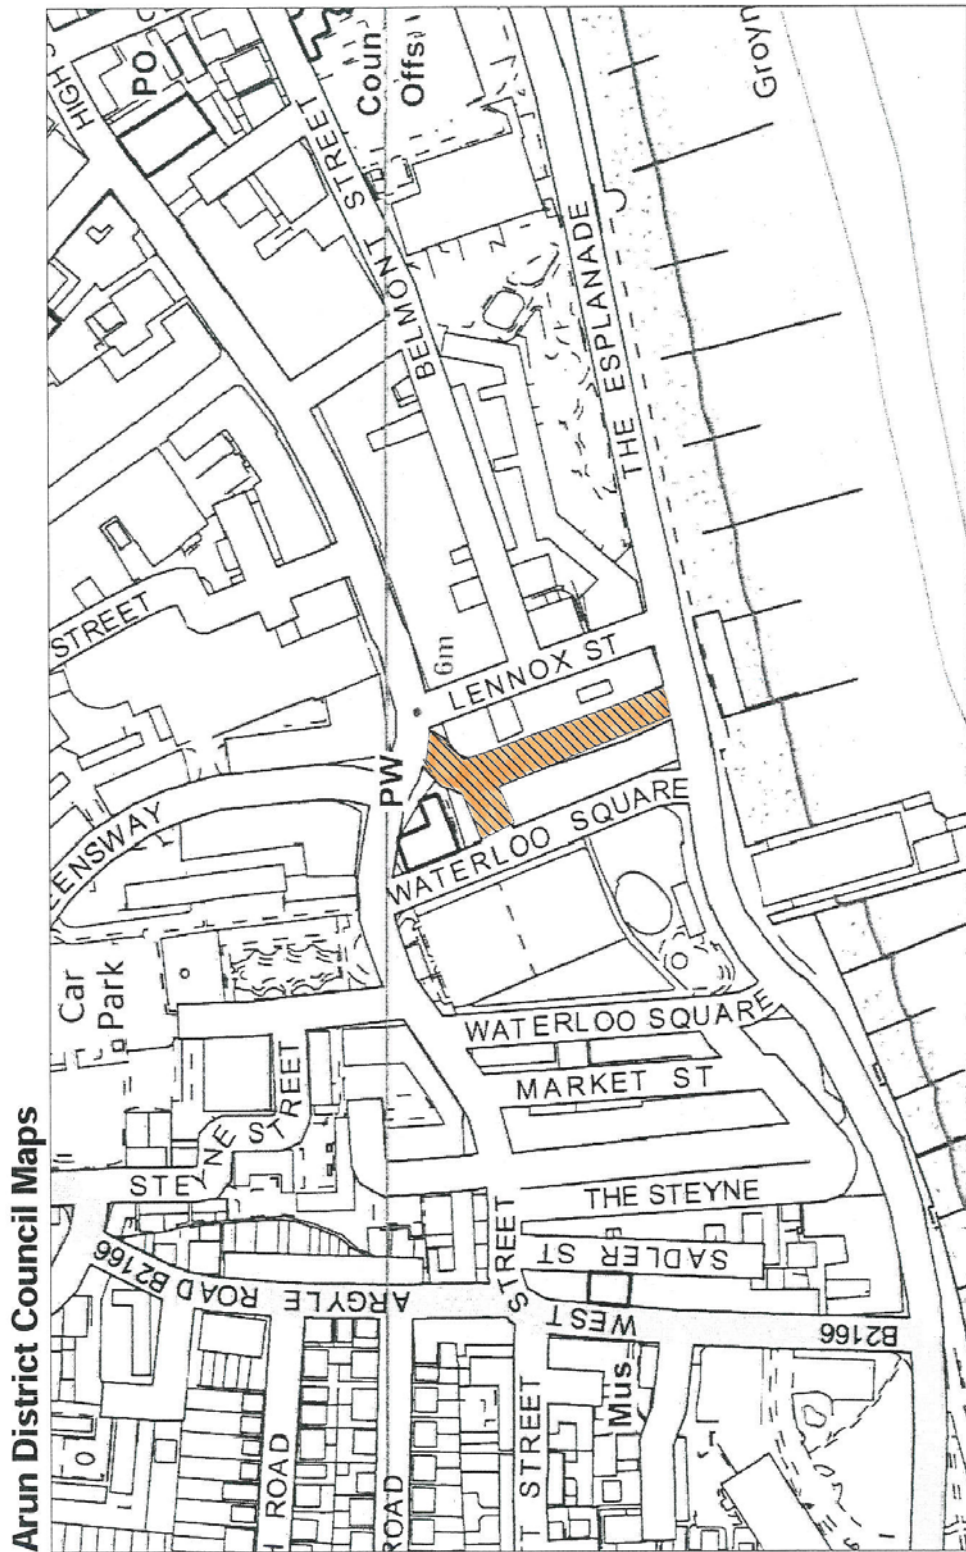 Arun District Council Maps
HIGH S
PO
Coun
Offs
BELMONT STREET
Groyn
THE ESPLANADE
STREET
6m
LENNOX ST
PW
ENSWAY
WATERLOO SQUARE
Car
Park
WATERLOO SQUARE
MARKET ST
STEYNE STREET
THE STEYNE
SADLER ST
ARGYLE ROAD B2166
WEST STREET
B2166
Mus
H ROAD
ROAD
T STREET